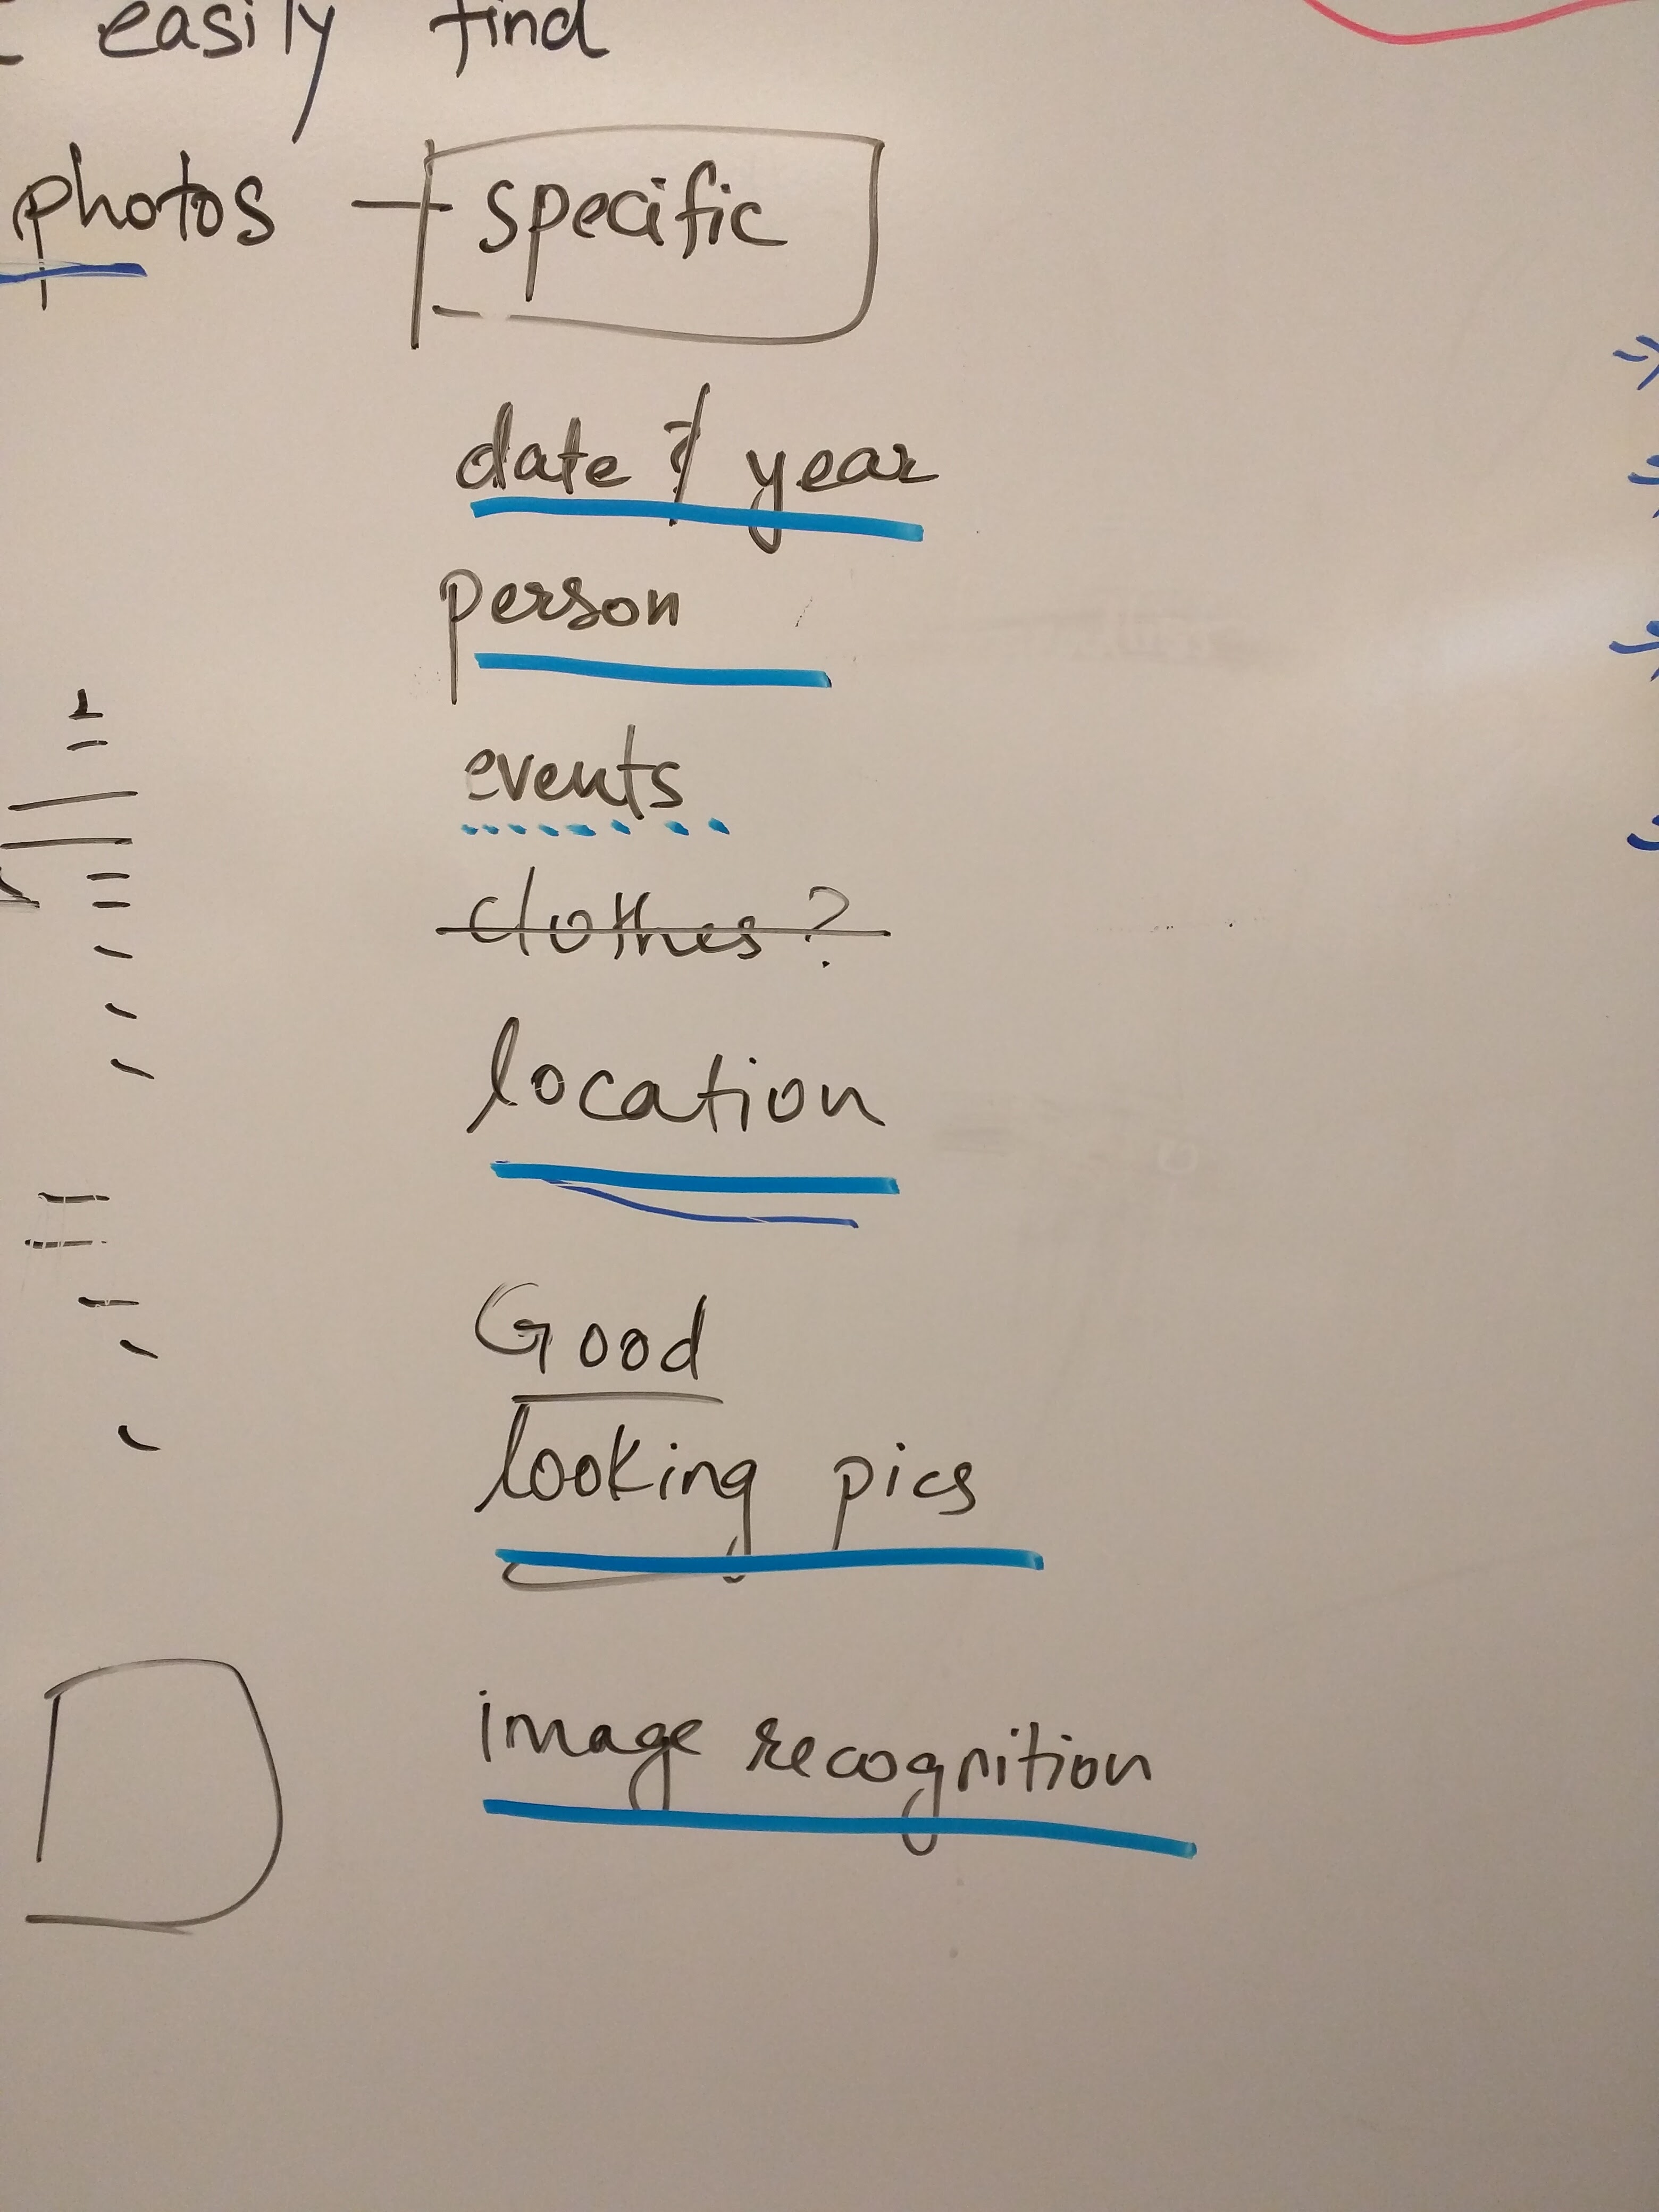 easily find
photos - specific
date & year
person
events
clothes ?
location
Good
looking pics
image recognition